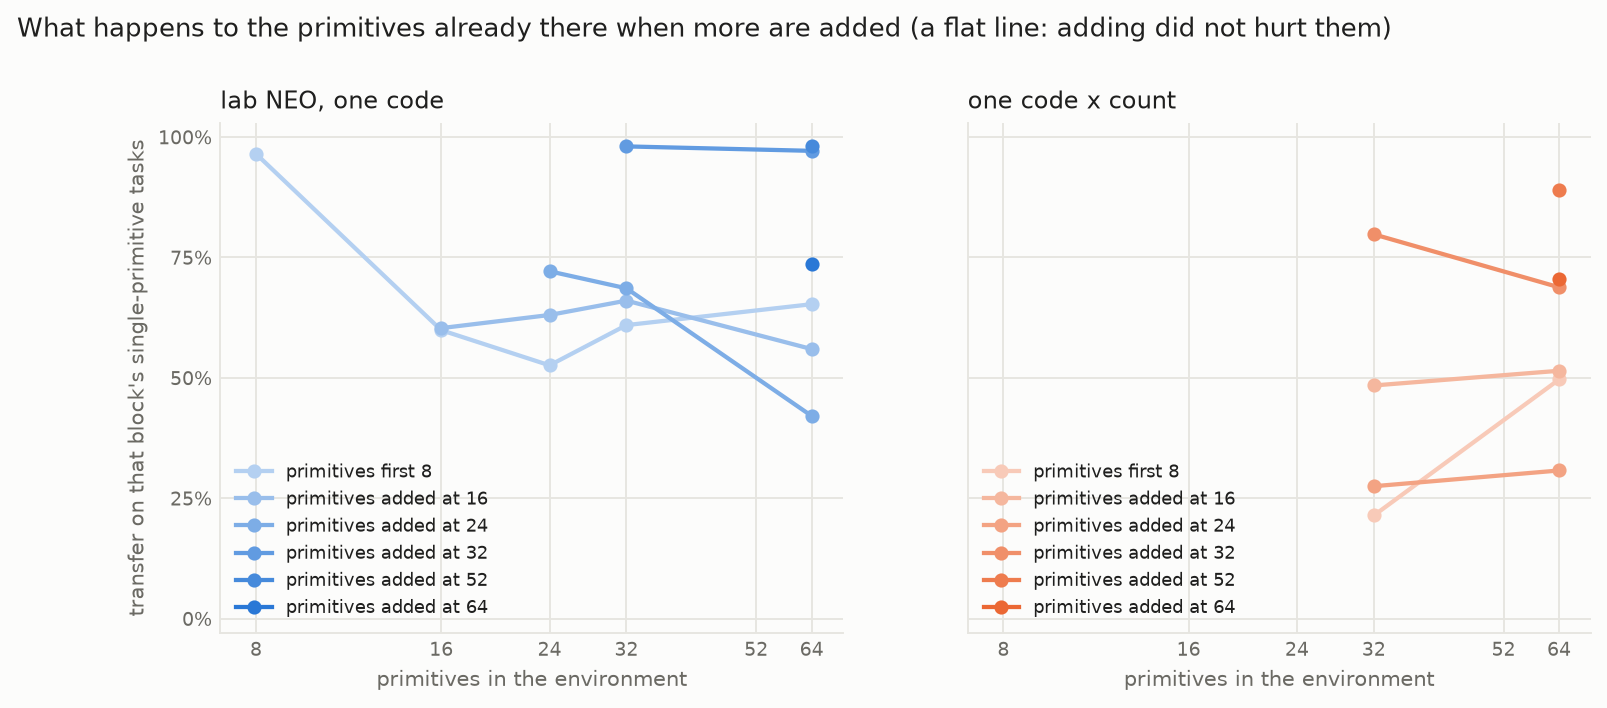 What happens to the primitives already there when more are added (a flat line: adding did not hurt them)
lab NEO, one code
transfer on that block's single-primitive tasks
100%
75%
50%
25%
0%
primitives first 8
primitives added at 16
primitives added at 24
primitives added at 32
primitives added at 52
primitives added at 64
8 16 24 32 52 64
primitives in the environment
one code x count
primitives first 8
primitives added at 16
primitives added at 24
primitives added at 32
primitives added at 52
primitives added at 64
8 16 24 32 52 64
primitives in the environment